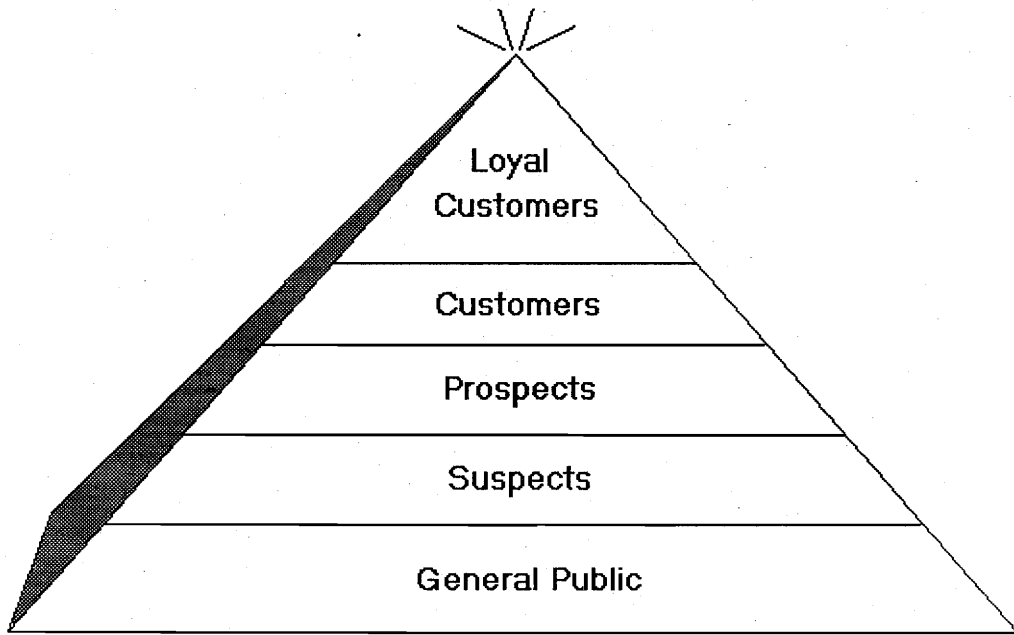 Loyal
Customers
Customers
Prospects
Suspects
General Public